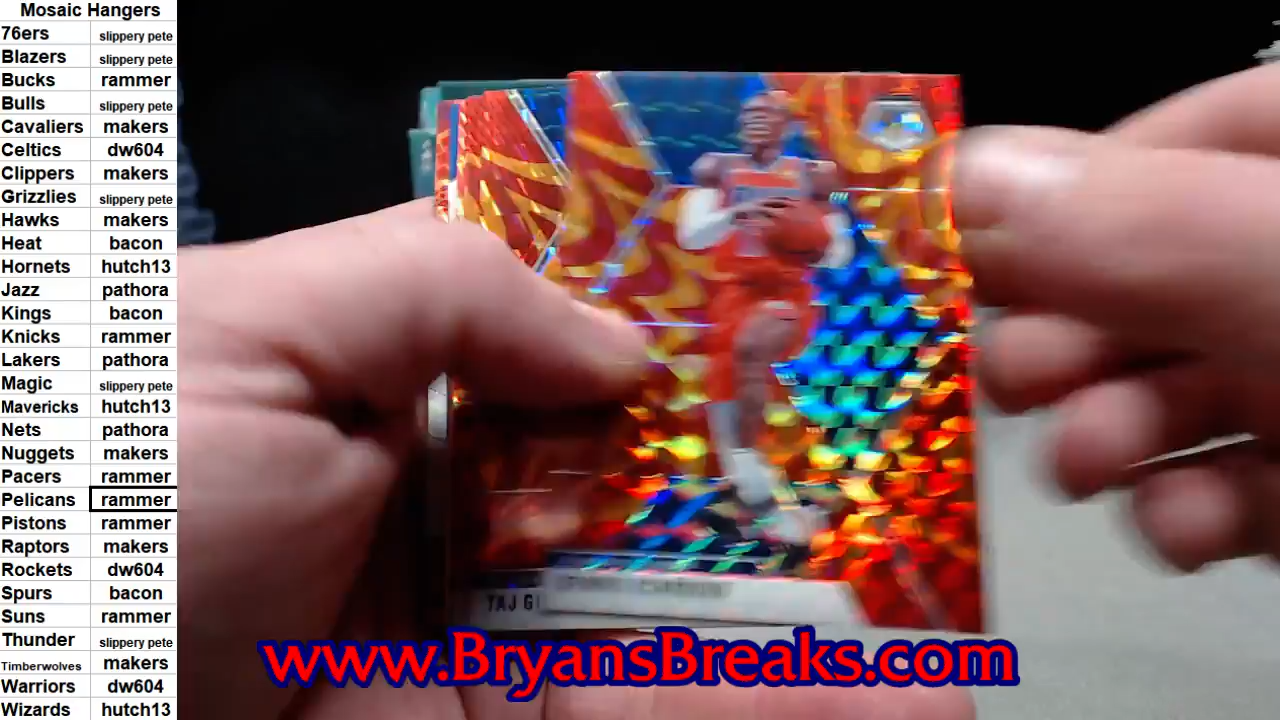 Mosaic Hangers
76ers slippery pete
Blazers slippery pete
Bucks rammer
Bulls slippery pete
Cavaliers makers
Celtics dw604
Clippers makers
Grizzlies slippery pete
Hawks makers
Heat bacon
Hornets hutch13
Jazz pathora
Kings bacon
Knicks rammer
Lakers pathora
Magic slippery pete
Mavericks hutch13
Nets pathora
Nuggets makers
Pacers rammer
Pelicans rammer
Pistons rammer
Raptors makers
Rockets dw604
Spurs bacon
Suns rammer
Thunder slippery pete
Timberwolves makers
Warriors dw604
Wizards hutch13
TAJ G
www.BryansBreaks.com